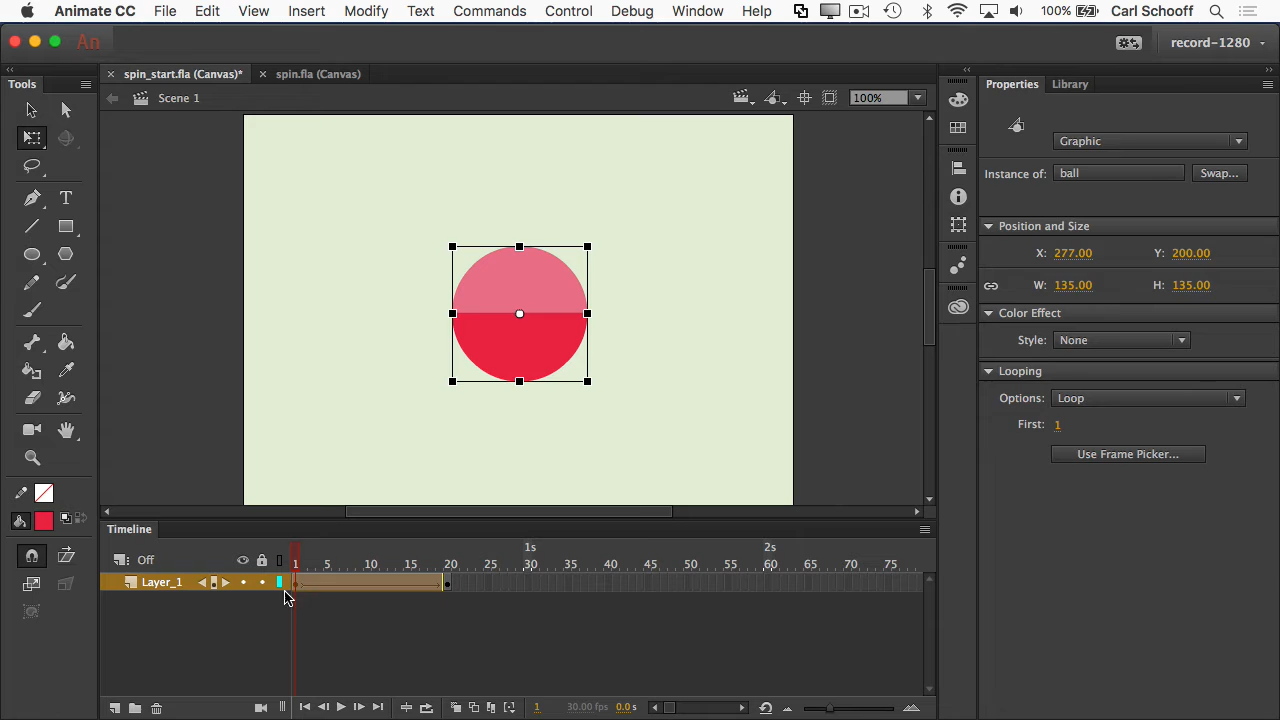 Animate CC File Edit View Insert Modify Text Commands Control Debug Window Help 100% Carl Schooff
An record-1280
Tools
× spin_start.fla (Canvas)* × spin.fla (Canvas)
Properties Library
Scene 1 100%
Graphic
Instance of: ball Swap...
Position and Size
X: 277.00 Y: 200.00
W: 135.00 H: 135.00
Color Effect
Style: None
Looping
Options: Loop
First: 1
Use Frame Picker...
T
Timeline
1s 2s
Off 1 5 10 15 20 25 30 35 40 45 50 55 60 65 70 75
Layer_1
1 30.00 fps 0.0 s